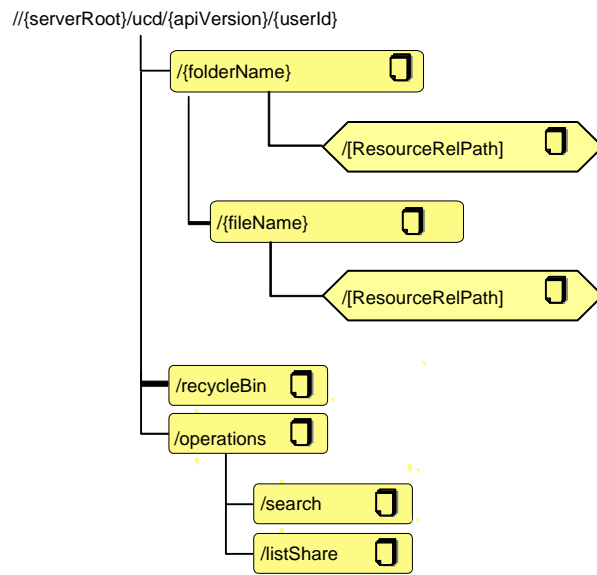 //{serverRoot}/ucd/{apiVersion}/{userId}
/{folderName}
/[ResourceRelPath]
/{fileName}
/[ResourceRelPath]
/recycleBin
/operations
/search
/listShare